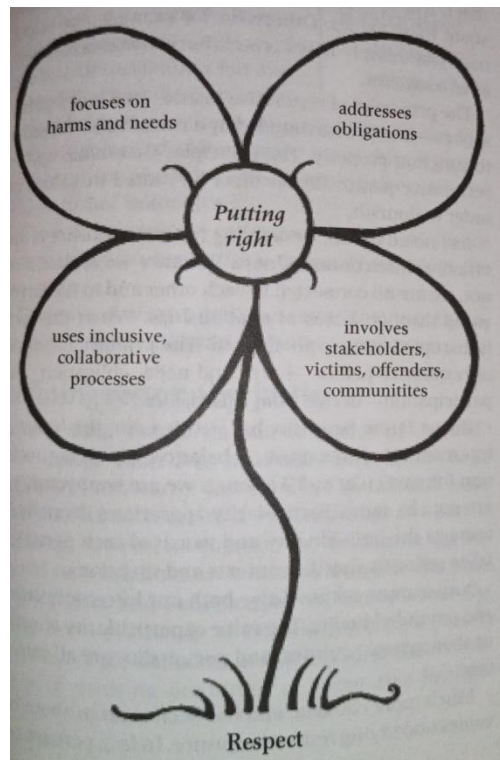 focuses on
harms and needs
addresses
obligations
Putting
right
uses inclusive,
collaborative
processes
involves
stakeholders,
victims, offenders,
communitites
Respect